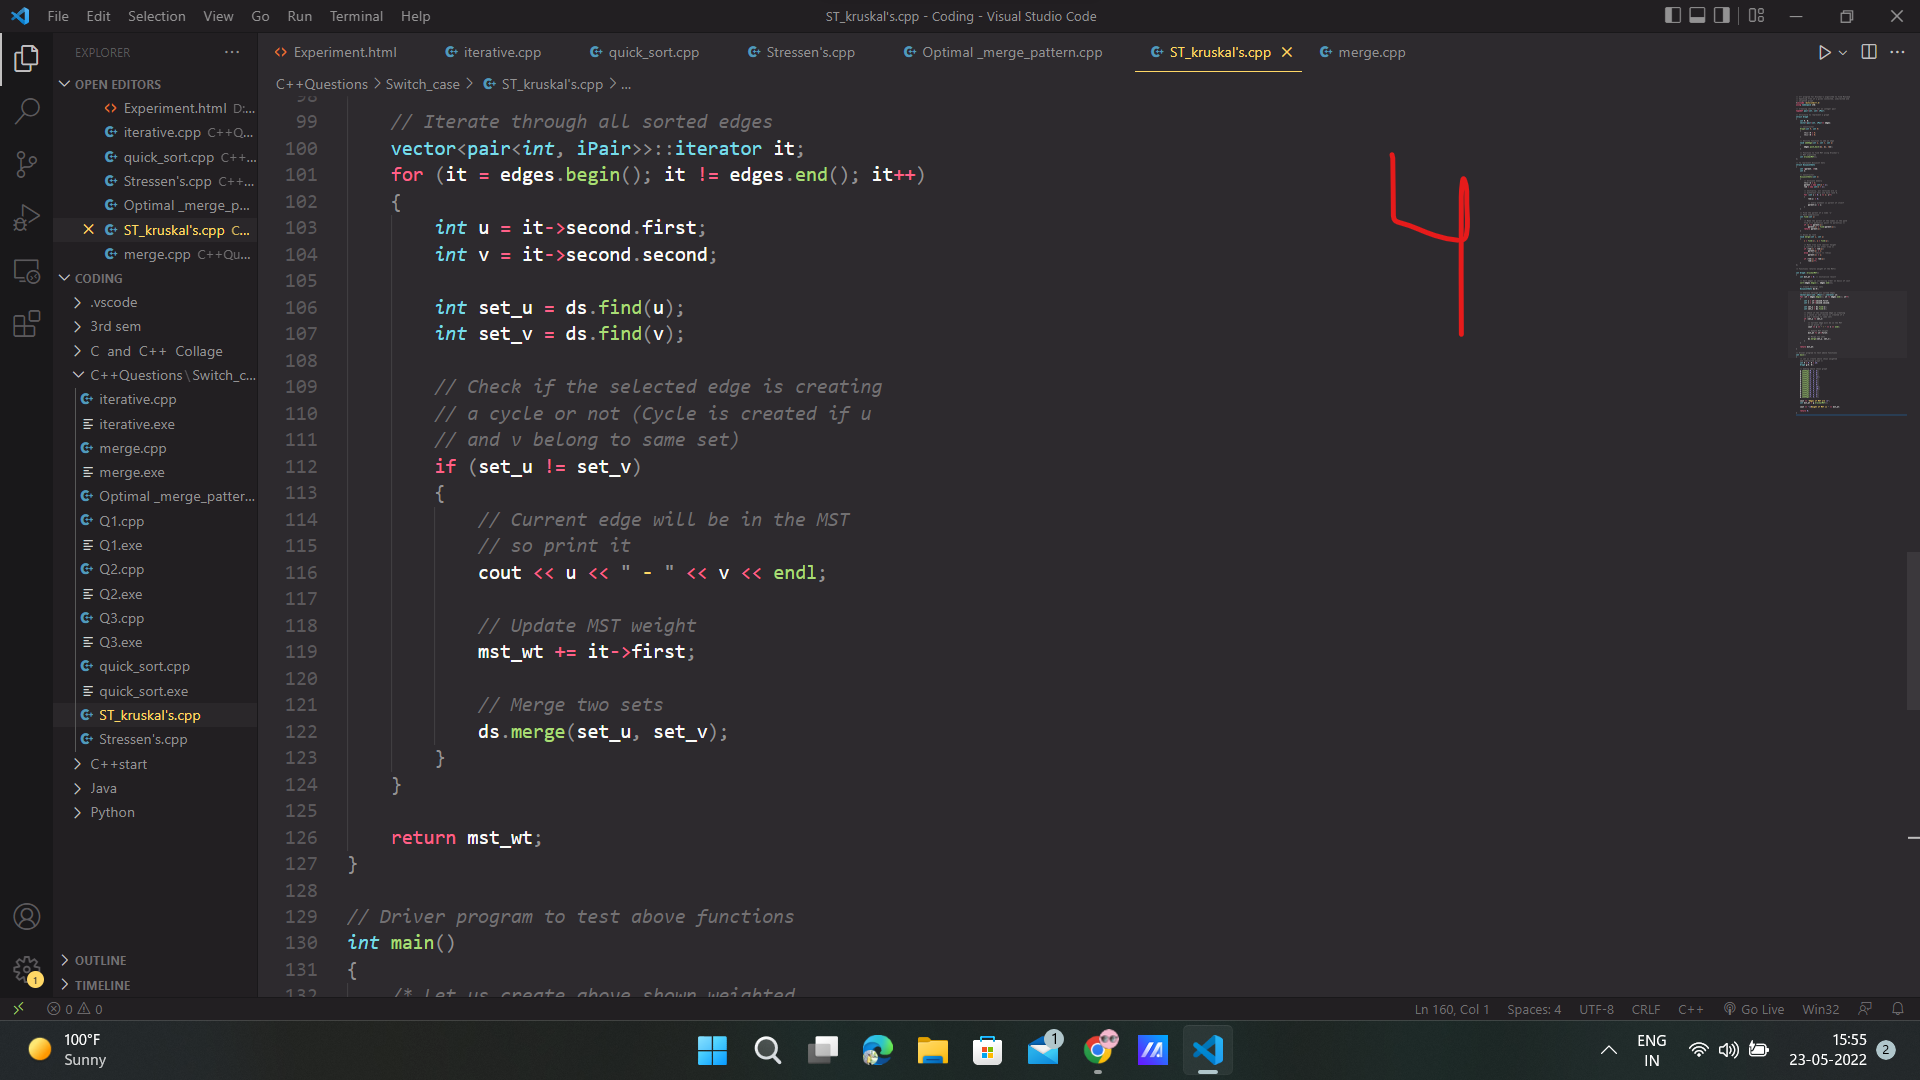 File Edit Selection View Go Run Terminal Help
ST_kruskal's.cpp - Coding - Visual Studio Code
EXPLORER
Experiment.html
iterative.cpp
quick_sort.cpp
Stressen's.cpp
Optimal _merge_pattern.cpp
ST_kruskal's.cpp
merge.cpp
C++Questions > Switch_case > ST_kruskal's.cpp > ...
OPEN EDITORS
Experiment.html D:...
iterative.cpp C++Q...
quick_sort.cpp C++...
Stressen's.cpp C++...
Optimal _merge_p...
ST_kruskal's.cpp C...
merge.cpp C++Qu...
CODING
.vscode
3rd sem
C and C++ Collage
C++Questions\Switch_c...
iterative.cpp
iterative.exe
merge.cpp
merge.exe
Optimal _merge_patter...
Q1.cpp
Q1.exe
Q2.cpp
Q2.exe
Q3.cpp
Q3.exe
quick_sort.cpp
quick_sort.exe
ST_kruskal's.cpp
Stressen's.cpp
C++start
Java
Python
OUTLINE
TIMELINE
98
99 // Iterate through all sorted edges
100 vector<pair<int, iPair>>::iterator it;
101 for (it = edges.begin(); it != edges.end(); it++)
102 {
103 int u = it->second.first;
104 int v = it->second.second;
105
106 int set_u = ds.find(u);
107 int set_v = ds.find(v);
108
109 // Check if the selected edge is creating
110 // a cycle or not (Cycle is created if u
111 // and v belong to same set)
112 if (set_u != set_v)
113 {
114 // Current edge will be in the MST
115 // so print it
116 cout << u << " - " << v << endl;
117
118 // Update MST weight
119 mst_wt += it->first;
120
121 // Merge two sets
122 ds.merge(set_u, set_v);
123 }
124 }
125
126 return mst_wt;
127 }
128
129 // Driver program to test above functions
130 int main()
131 {
132 /* Let us create above shown weighted
4
0 0
Ln 160, Col 1 Spaces: 4 UTF-8 CRLF C++ Go Live Win32
1
100°F
Sunny
1
ENG
IN
15:55
23-05-2022
2